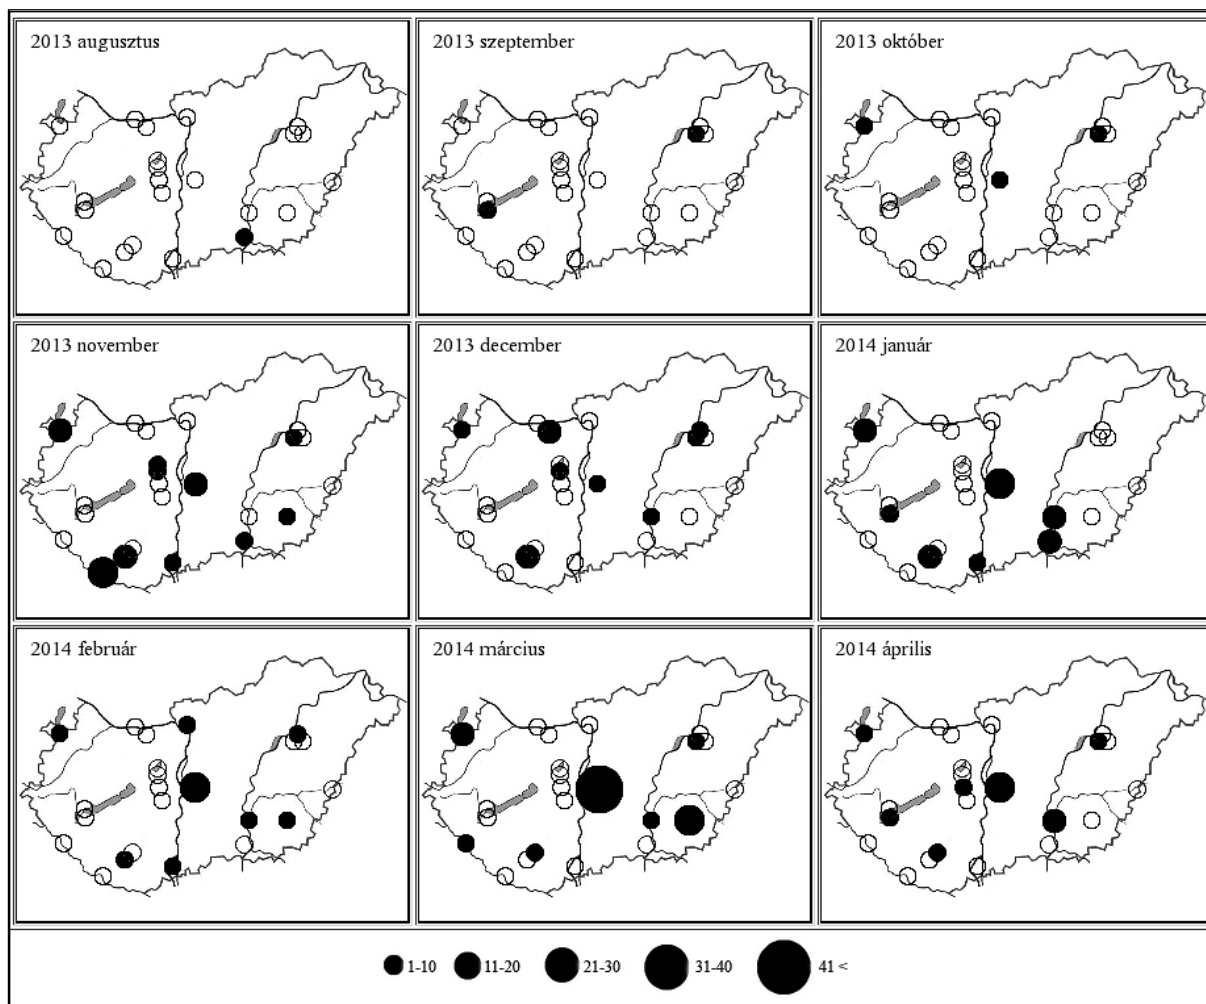 2013 augusztus
2013 szeptember
2013 október
2013 november
2013 december
2014 január
2014 február
2014 március
2014 április
1-10 11-20 21-30 31-40 41 <